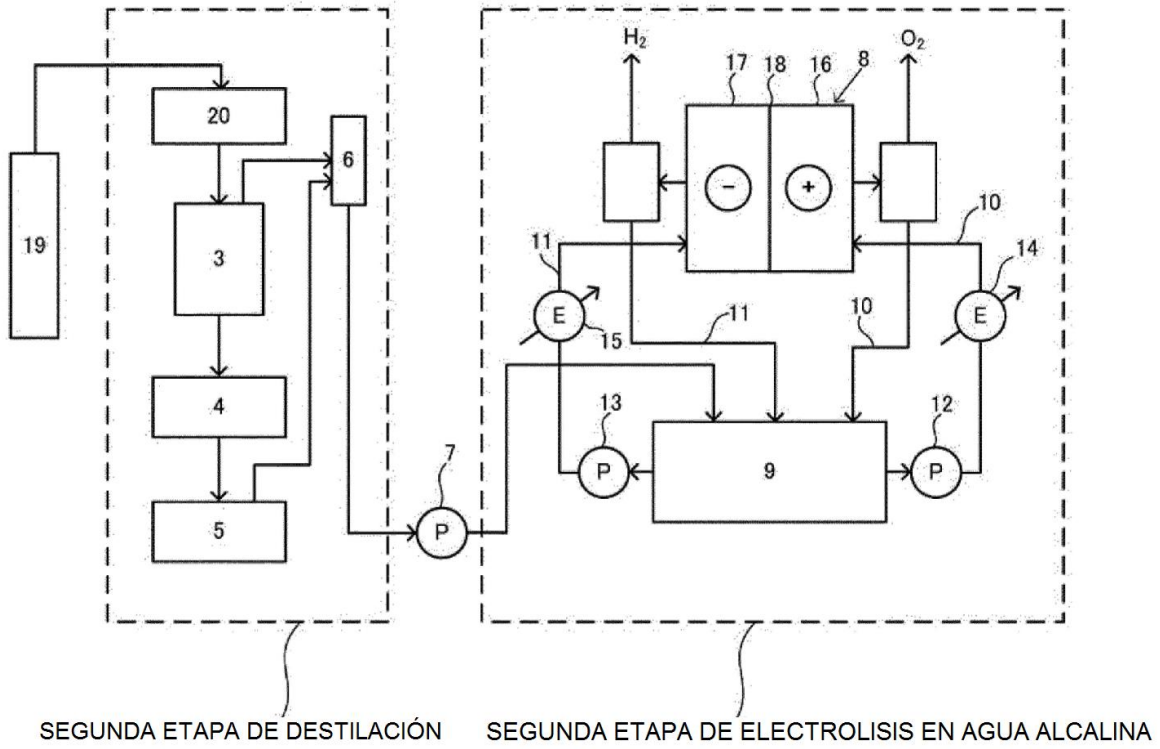 H₂
O₂
17
18
16
8
20
6
19
3
−
+
11
10
14
E
15
E
11
10
4
13
12
7
P
9
P
5
P
SEGUNDA ETAPA DE DESTILACIÓN
SEGUNDA ETAPA DE ELECTROLISIS EN AGUA ALCALINA